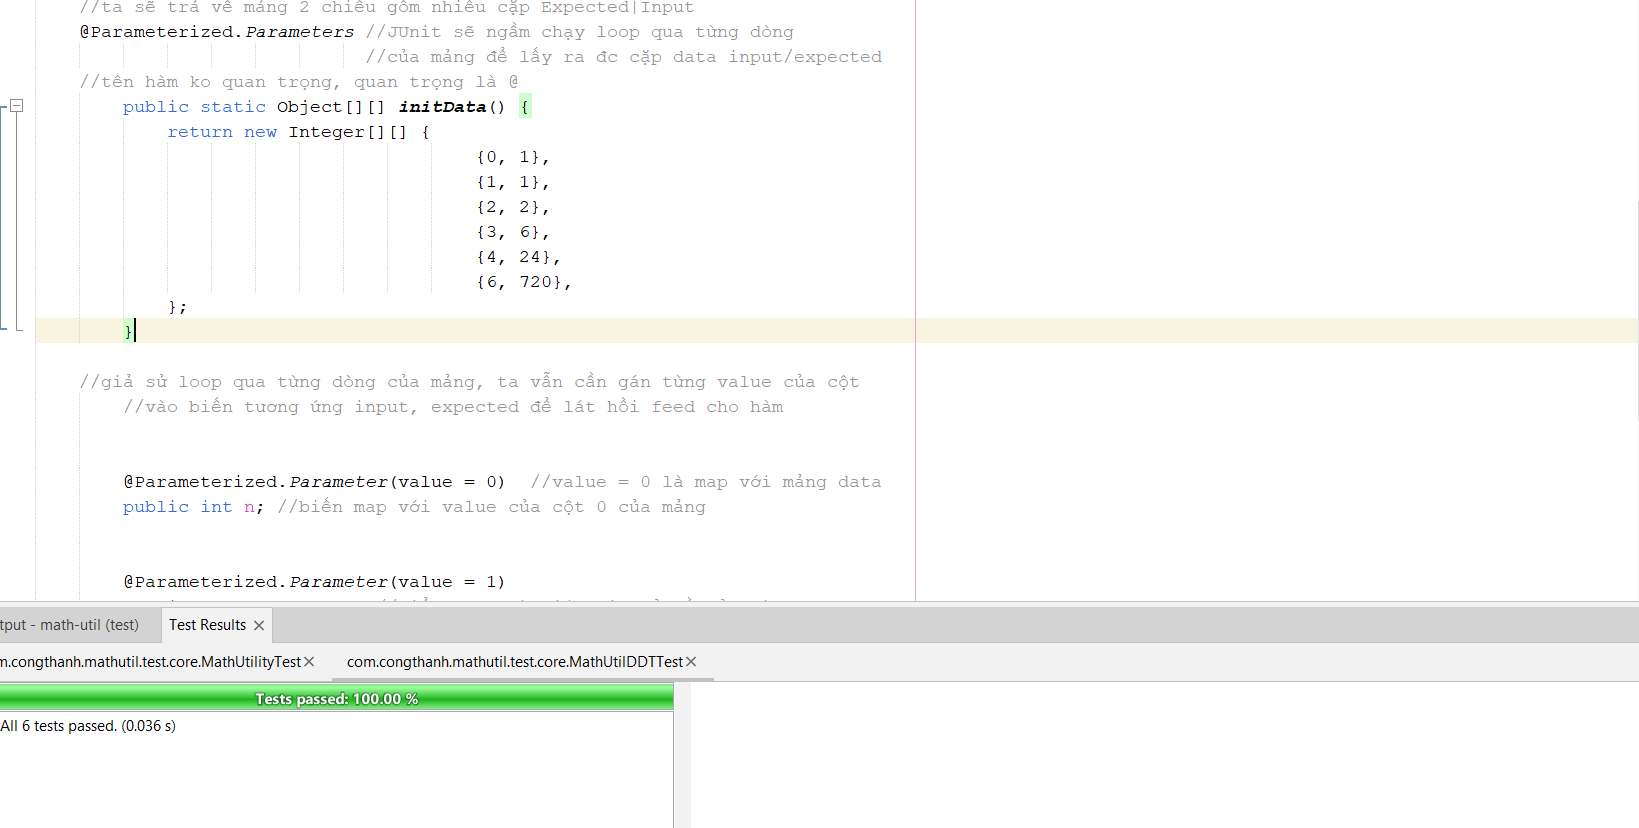 //ta sẽ trả về mảng 2 chiều gồm nhiều cặp Expected|Input
@Parameterized.Parameters //JUnit sẽ ngầm chạy loop qua từng dòng
//của mảng để lấy ra đc cặp data input/expected
//tên hàm ko quan trọng, quan trọng là @
public static Object[][] initData() {
return new Integer[][] {
{0, 1},
{1, 1},
{2, 2},
{3, 6},
{4, 24},
{6, 720},
};
}
//giả sử loop qua từng dòng của mảng, ta vẫn cần gán từng value của cột
//vào biến tương ứng input, expected để lát hồi feed cho hàm
@Parameterized.Parameter(value = 0) //value = 0 là map với mảng data
public int n; //biến map với value của cột 0 của mảng
@Parameterized.Parameter(value = 1)
tput - math-util (test) Test Results
m.congthanh.mathutil.test.core.MathUtilityTest com.congthanh.mathutil.test.core.MathUtilDDTTest
Tests passed: 100.00 %
All 6 tests passed. (0.036 s)